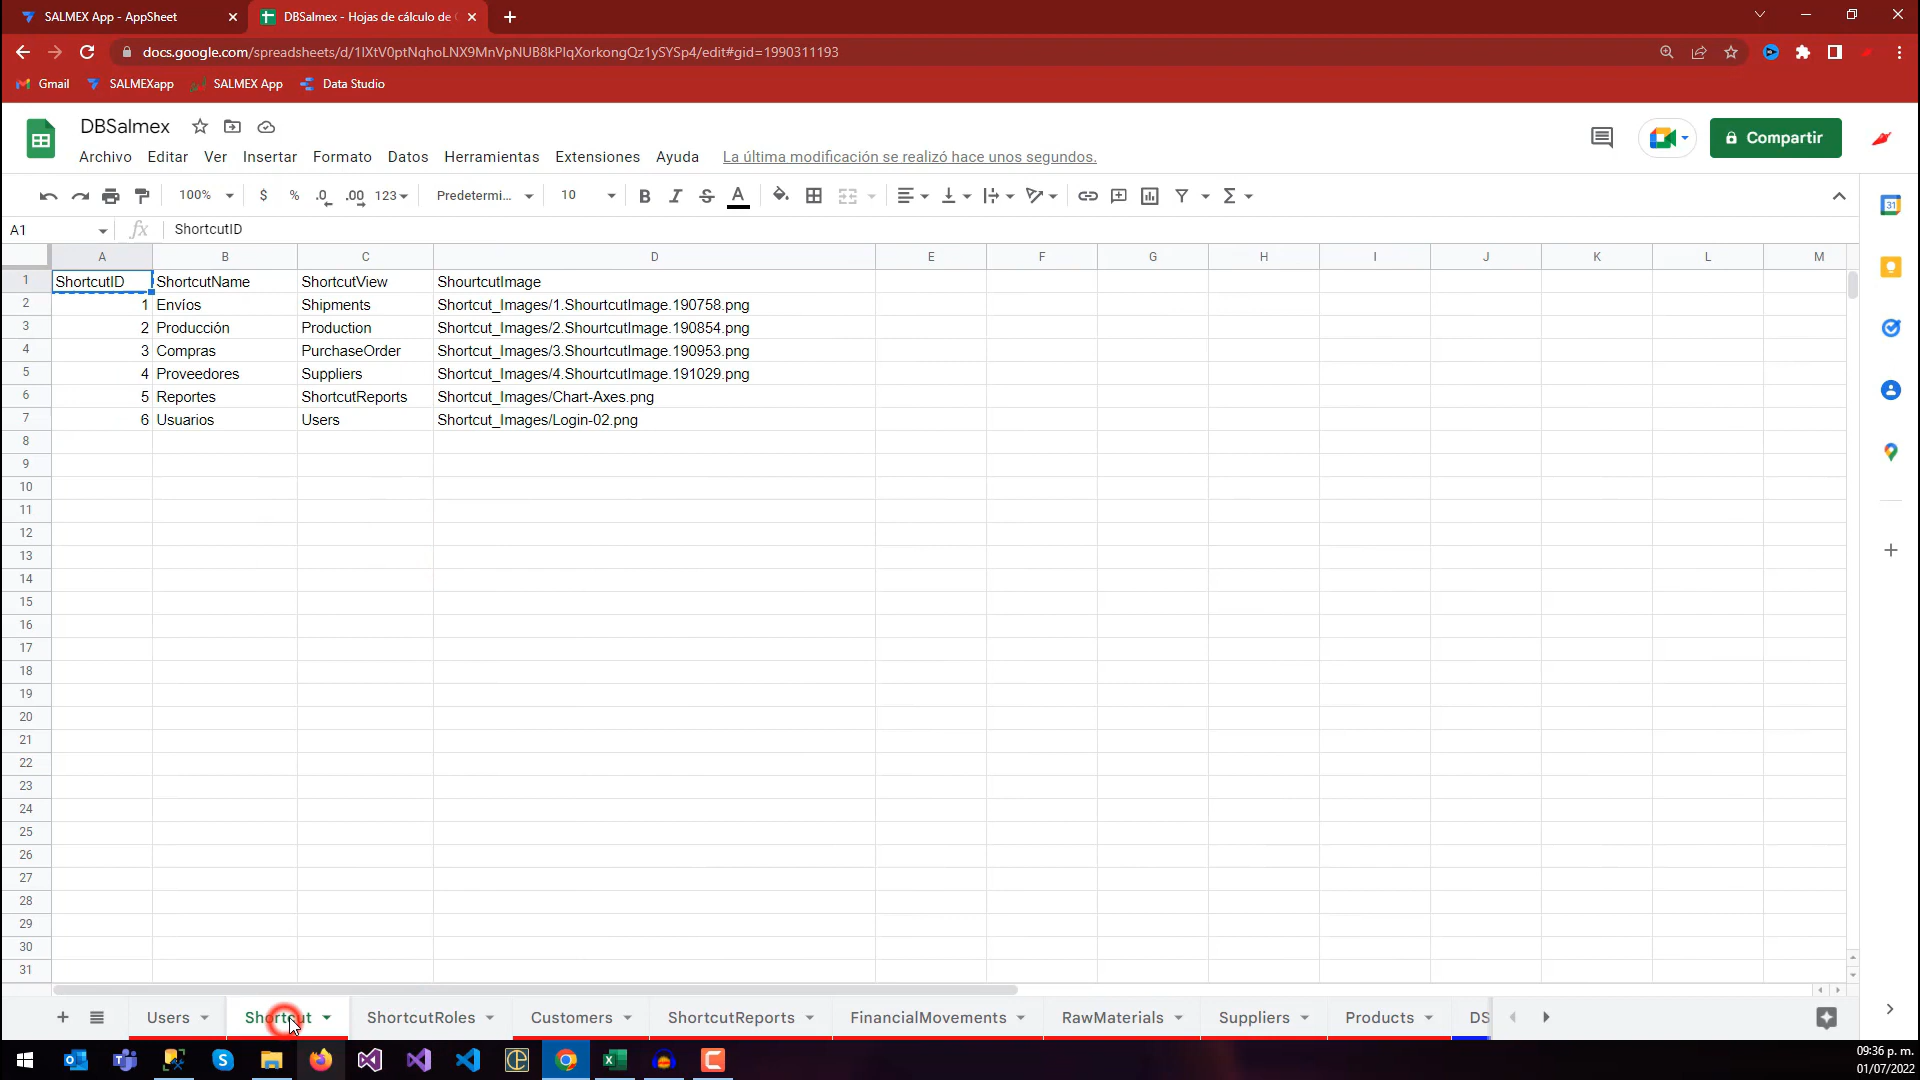 SALMEX App - AppSheet
DBSalmex - Hojas de cálculo de
docs.google.com/spreadsheets/d/1lXtV0ptNqhoLNX9MnVpNUB8kPlqXorkongQz1ySYSp4/edit#gid=1990311193
Gmail SALMEXapp SALMEX App Data Studio
DBSalmex
Compartir
Archivo Editar Ver Insertar Formato Datos Herramientas Extensiones Ayuda La última modificación se realizó hace unos segundos.
100% $ % .0 .00 123 Predetermi... 10 B I S A
A1 fx ShortcutID
A B C D E F G H I J K L M
1 ShortcutID ShortcutName ShortcutView ShourtcutImage
2 1 Envíos Shipments Shortcut_Images/1.ShourtcutImage.190758.png
3 2 Producción Production Shortcut_Images/2.ShourtcutImage.190854.png
4 3 Compras PurchaseOrder Shortcut_Images/3.ShourtcutImage.190953.png
5 4 Proveedores Suppliers Shortcut_Images/4.ShourtcutImage.191029.png
6 5 Reportes ShortcutReports Shortcut_Images/Chart-Axes.png
7 6 Usuarios Users Shortcut_Images/Login-02.png
8
9
10
11
12
13
14
15
16
17
18
19
20
21
22
23
24
25
26
27
28
29
30
31
Users Shortcut ShortcutRoles Customers ShortcutReports FinancialMovements RawMaterials Suppliers Products DS
09:36 p. m.
01/07/2022